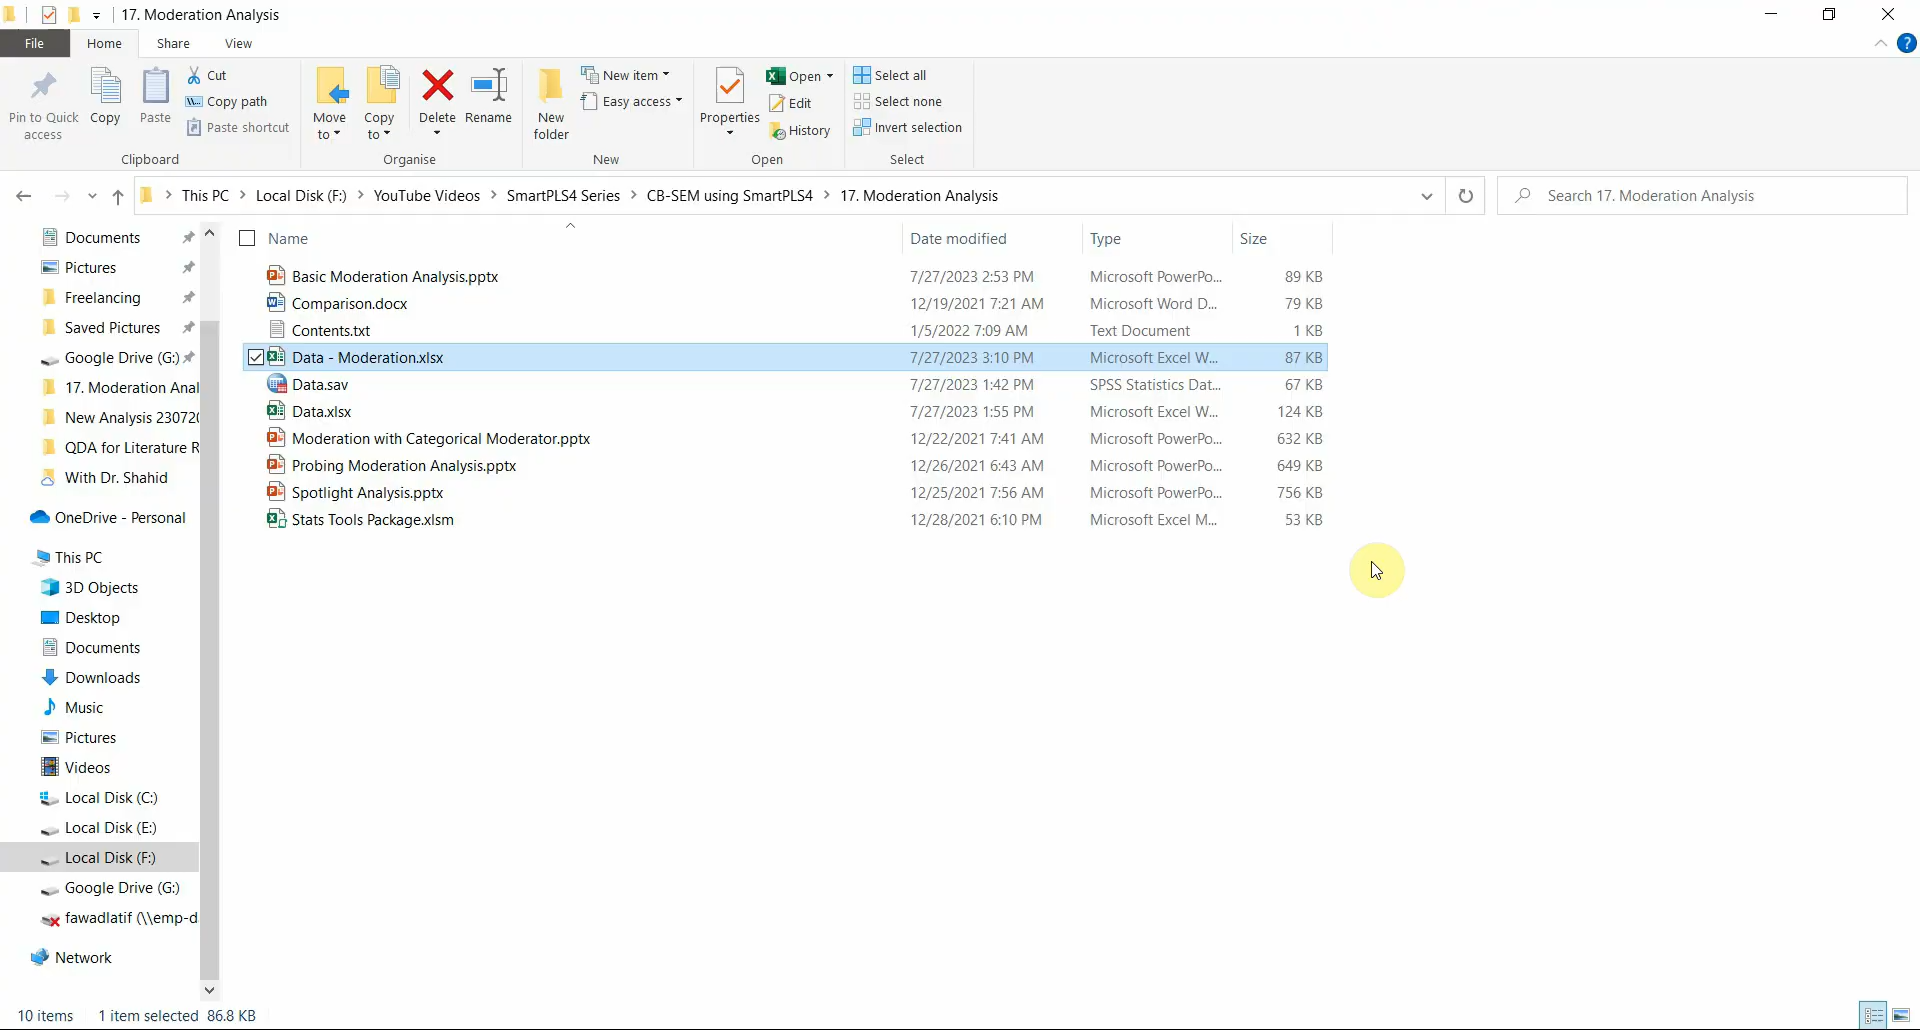 17. Moderation Analysis
File Home Share View
?
Pin to Quick access
Copy
Paste
Cut
Copy path
Paste shortcut
Clipboard
Move to
Copy to
Delete
Rename
Organise
New folder
New item
Easy access
New
Properties
Open
Edit
History
Open
Select all
Select none
Invert selection
Select
This PC > Local Disk (F:) > YouTube Videos > SmartPLS4 Series > CB-SEM using SmartPLS4 > 17. Moderation Analysis
Search 17. Moderation Analysis
Documents
Pictures
Freelancing
Saved Pictures
Google Drive (G:)
17. Moderation Anal
New Analysis 23072
QDA for Literature R
With Dr. Shahid
OneDrive - Personal
This PC
3D Objects
Desktop
Documents
Downloads
Music
Pictures
Videos
Local Disk (C:)
Local Disk (E:)
Local Disk (F:)
Google Drive (G:)
fawadlatif (\\emp-d
Network
Name Date modified Type Size
Basic Moderation Analysis.pptx 7/27/2023 2:53 PM Microsoft PowerPo... 89 KB
Comparison.docx 12/19/2021 7:21 AM Microsoft Word D... 79 KB
Contents.txt 1/5/2022 7:09 AM Text Document 1 KB
Data - Moderation.xlsx 7/27/2023 3:10 PM Microsoft Excel W... 87 KB
Data.sav 7/27/2023 1:42 PM SPSS Statistics Dat... 67 KB
Data.xlsx 7/27/2023 1:55 PM Microsoft Excel W... 124 KB
Moderation with Categorical Moderator.pptx 12/22/2021 7:41 AM Microsoft PowerPo... 632 KB
Probing Moderation Analysis.pptx 12/26/2021 6:43 AM Microsoft PowerPo... 649 KB
Spotlight Analysis.pptx 12/25/2021 7:56 AM Microsoft PowerPo... 756 KB
Stats Tools Package.xlsm 12/28/2021 6:10 PM Microsoft Excel M... 53 KB
10 items 1 item selected 86.8 KB